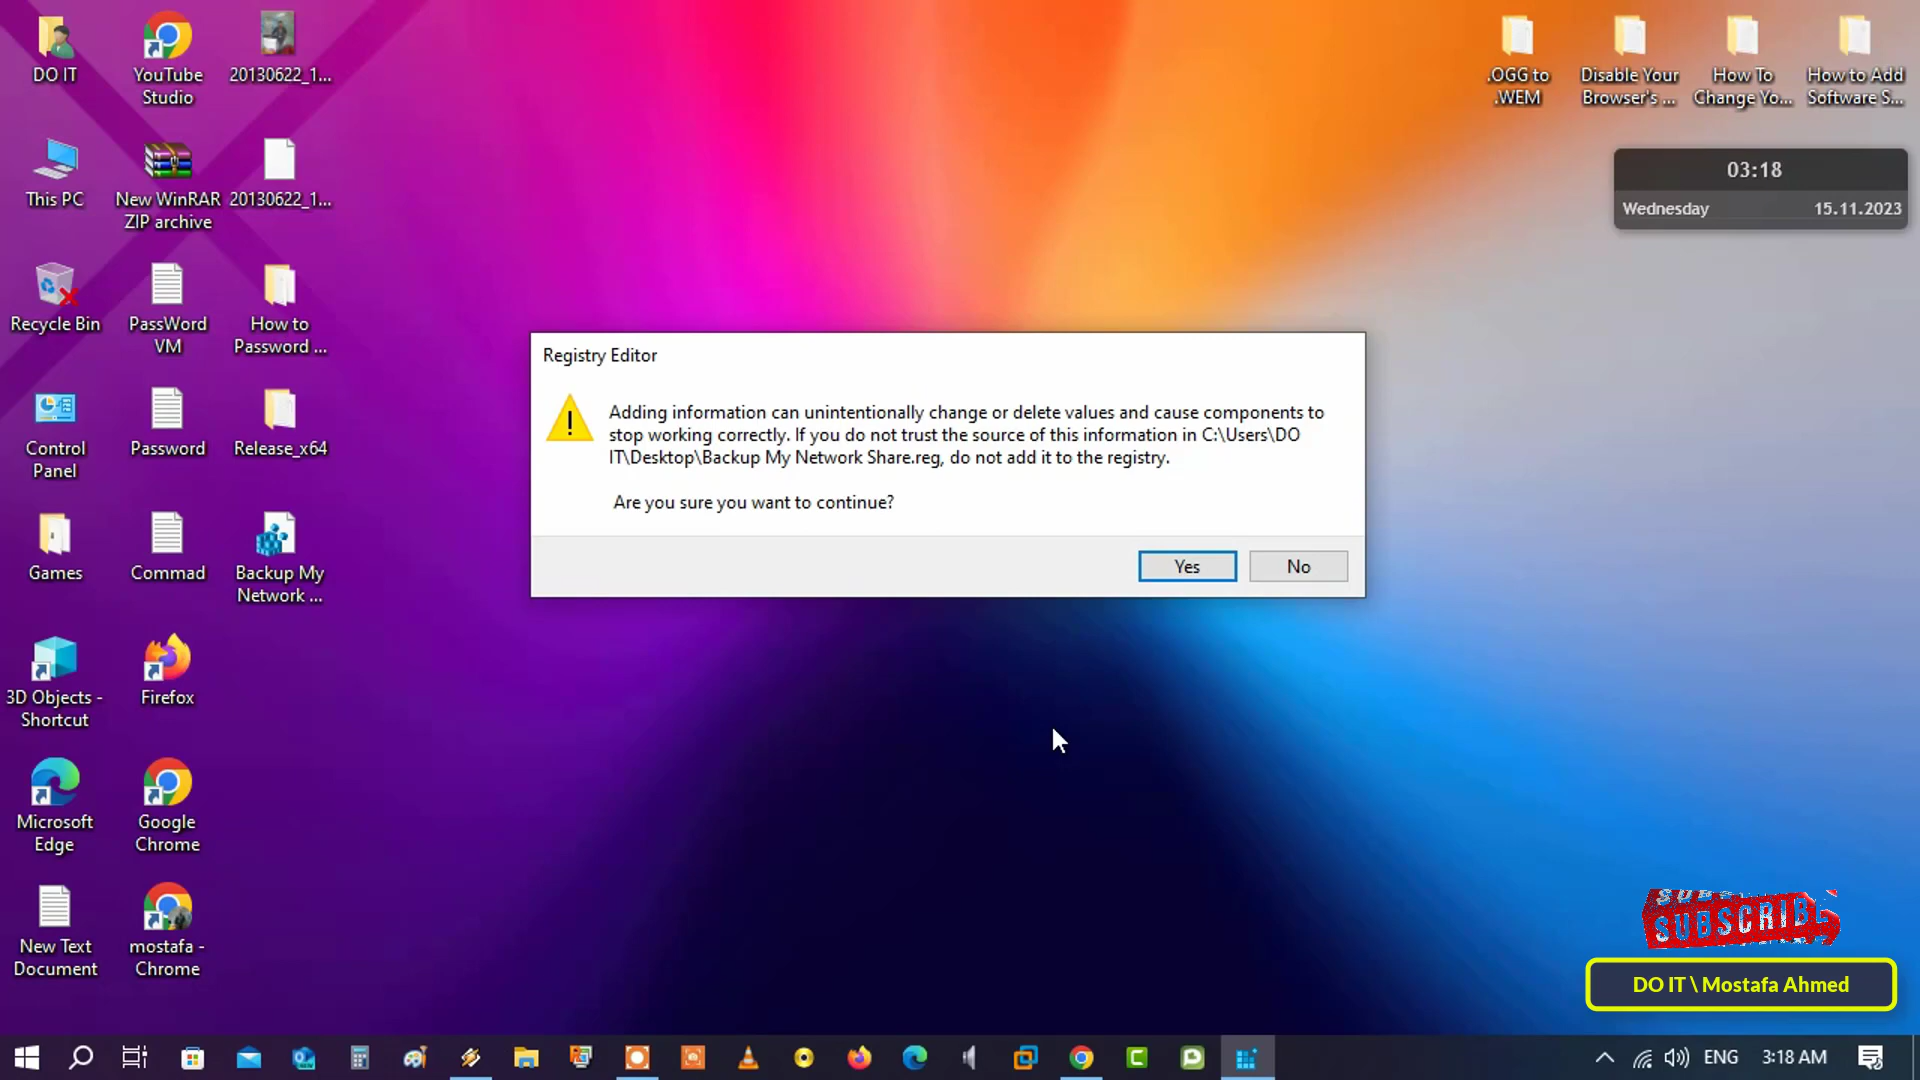 DO IT
YouTube
Studio
20130622_1...
.OGG to
.WEM
Disable Your
Browser's ...
How To
Change Yo...
How to Add
Software S...
This PC
New WinRAR
ZIP archive
20130622_1...
03:18
Wednesday
15.11.2023
Recycle Bin
PassWord
VM
How to
Password ...
Registry Editor
Adding information can unintentionally change or delete values and cause components to
stop working correctly. If you do not trust the source of this information in C:\Users\DO
IT\Desktop\Backup My Network Share.reg, do not add it to the registry.
Are you sure you want to continue?
Yes
No
Control
Panel
Password
Release_x64
Games
Commad
Backup My
Network ...
3D Objects -
Shortcut
Firefox
Microsoft
Edge
Google
Chrome
New Text
Document
mostafa -
Chrome
SUBSCRIBE
DO IT \ Mostafa Ahmed
ENG
3:18 AM